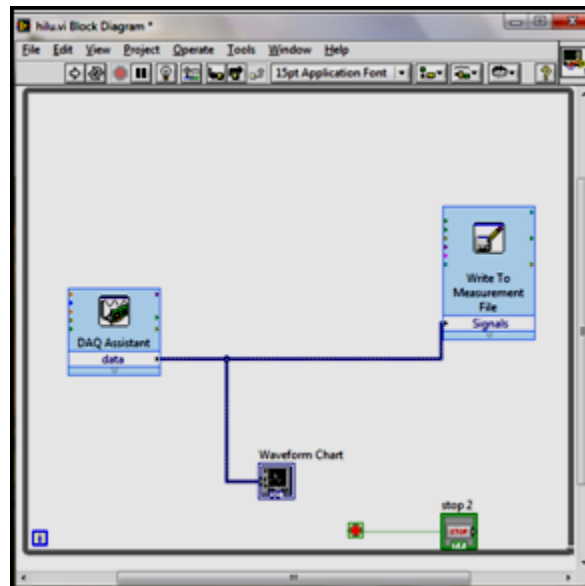 hilu.vi Block Diagram *
File Edit View Project Operate Tools Window Help
15pt Application Font
Write To
Measurement
File
Signals
DAQ Assistant
data
Waveform Chart
stop 2
STOP
i